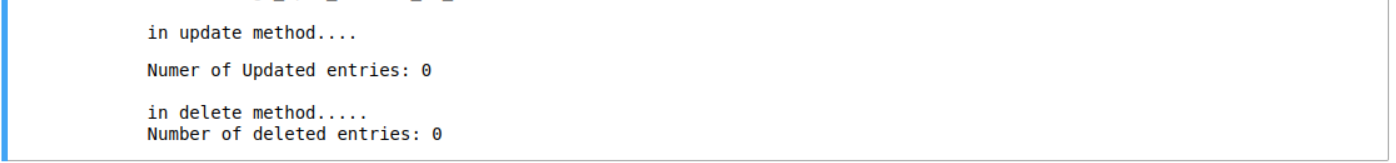 in update method....
Numer of Updated entries: 0
in delete method.....
Number of deleted entries: 0